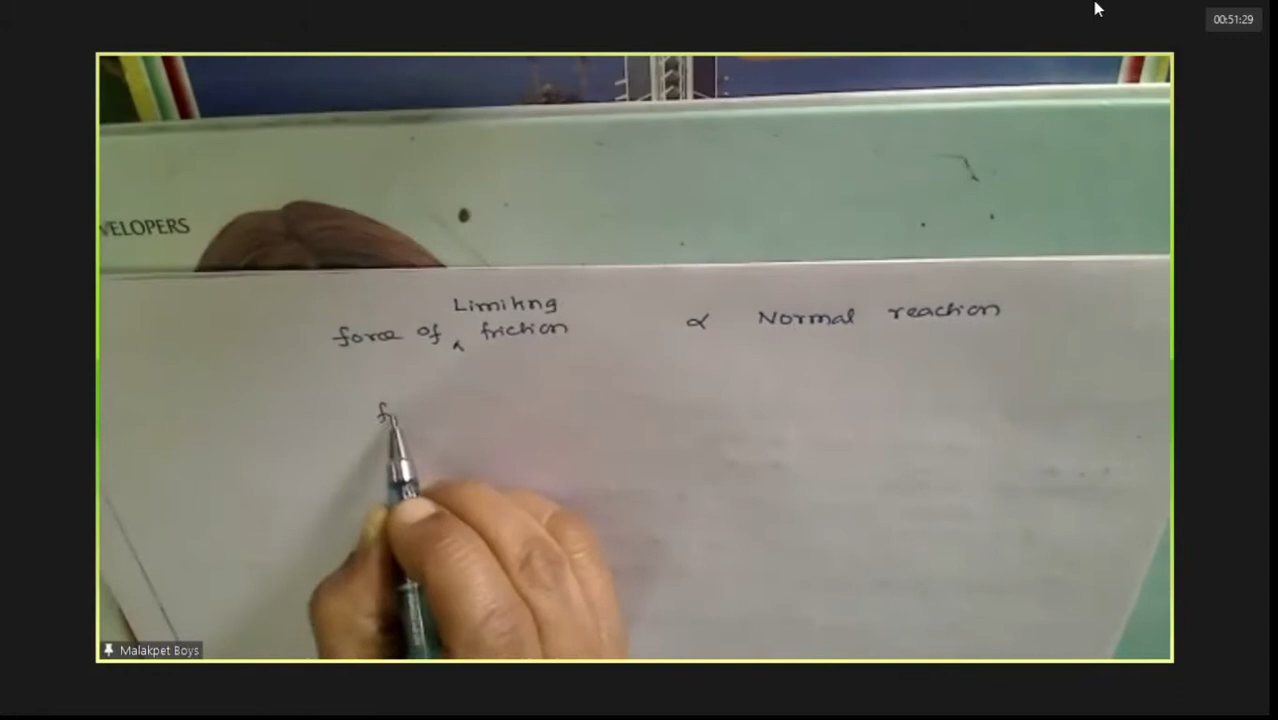 00:51:29
VELOPERS
Limiting
force of ‸ friction ∝ Normal reaction
f
Malakpet Boys